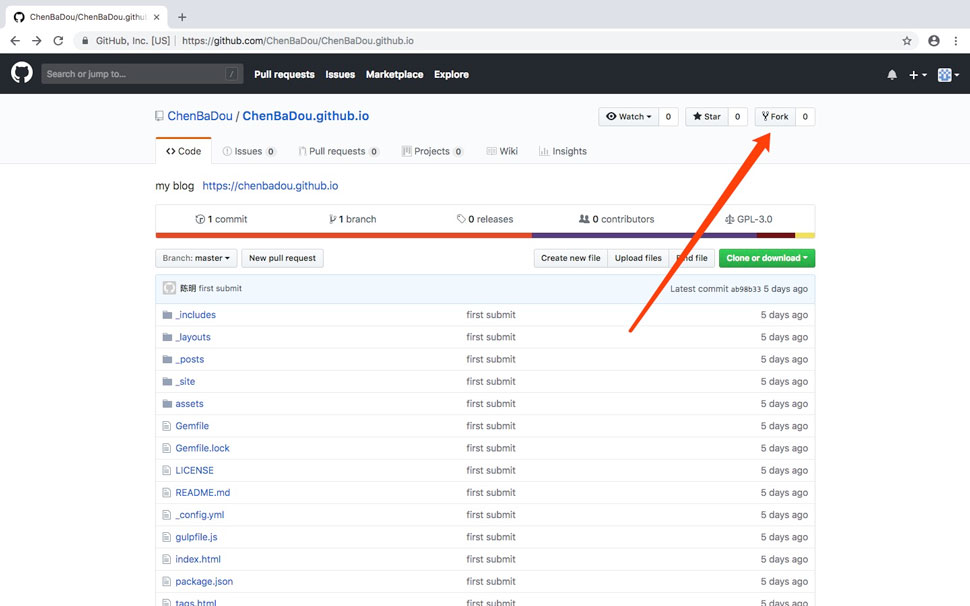 ChenBaDou/ChenBaDou.githu
GitHub, Inc. [US] https://github.com/ChenBaDou/ChenBaDou.github.io
Search or jump to... / Pull requests Issues Marketplace Explore
ChenBaDou / ChenBaDou.github.io Watch 0 Star 0 Fork 0
Code Issues 0 Pull requests 0 Projects 0 Wiki Insights
my blog https://chenbadou.github.io
1 commit 1 branch 0 releases 0 contributors GPL-3.0
Branch: master New pull request Create new file Upload files Find file Clone or download
陈明 first submit Latest commit ab98b33 5 days ago
_includes first submit 5 days ago
_layouts first submit 5 days ago
_posts first submit 5 days ago
_site first submit 5 days ago
assets first submit 5 days ago
Gemfile first submit 5 days ago
Gemfile.lock first submit 5 days ago
LICENSE first submit 5 days ago
README.md first submit 5 days ago
_config.yml first submit 5 days ago
gulpfile.js first submit 5 days ago
index.html first submit 5 days ago
package.json first submit 5 days ago
tags.html first submit 5 days ago